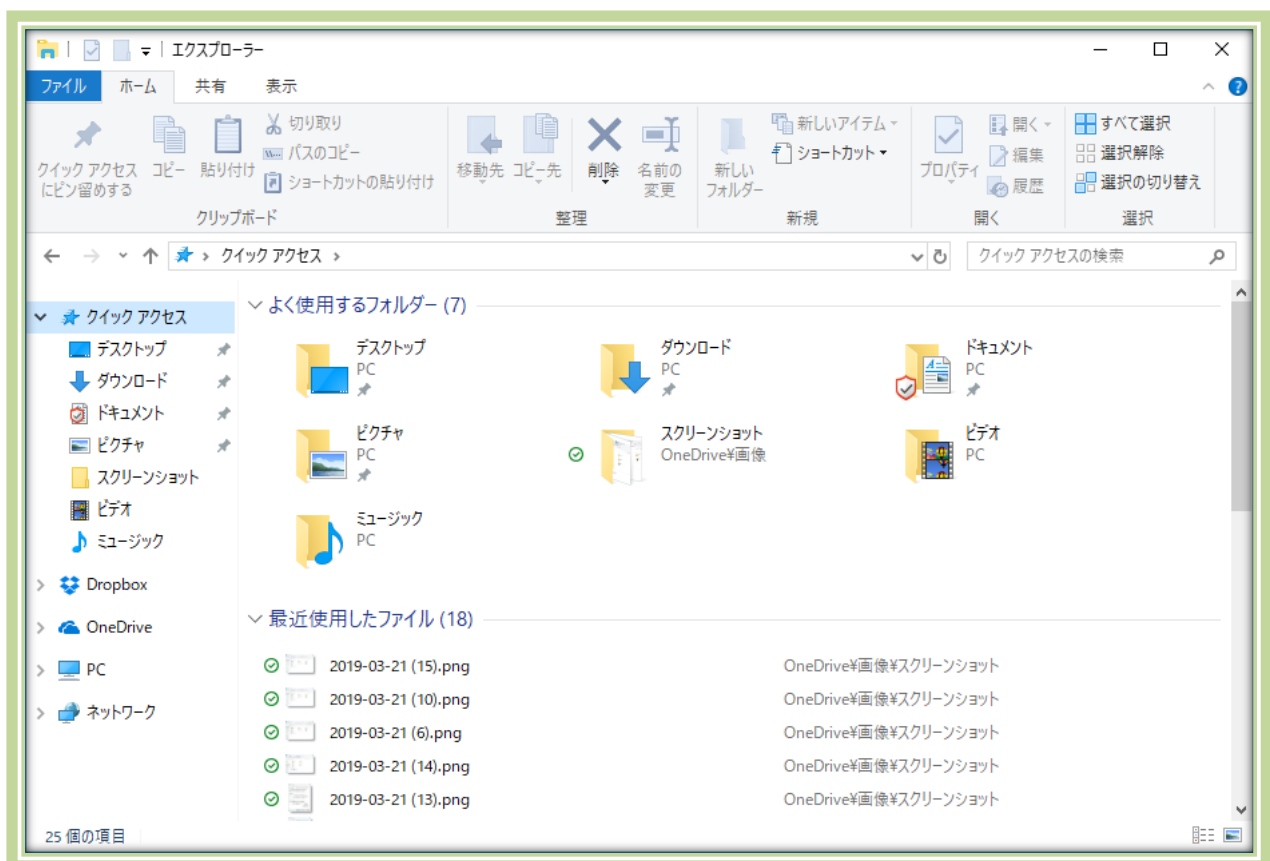 エクスプローラー
ファイル ホーム 共有 表示
クイック アクセス
にピン留めする
コピー
貼り付け
切り取り
パスのコピー
ショートカットの貼り付け
クリップボード
移動先
コピー先
削除
名前の
変更
整理
新しい
フォルダー
新しいアイテム
ショートカット
新規
プロパティ
開く
編集
履歴
開く
すべて選択
選択解除
選択の切り替え
選択
クイック アクセス
クイック アクセスの検索
クイック アクセス
デスクトップ
ダウンロード
ドキュメント
ピクチャ
スクリーンショット
ビデオ
ミュージック
Dropbox
OneDrive
PC
ネットワーク
よく使用するフォルダー (7)
デスクトップ
PC
ダウンロード
PC
ドキュメント
PC
ピクチャ
PC
スクリーンショット
OneDrive¥画像
ビデオ
PC
ミュージック
PC
最近使用したファイル (18)
2019-03-21 (15).png OneDrive¥画像¥スクリーンショット
2019-03-21 (10).png OneDrive¥画像¥スクリーンショット
2019-03-21 (6).png OneDrive¥画像¥スクリーンショット
2019-03-21 (14).png OneDrive¥画像¥スクリーンショット
2019-03-21 (13).png OneDrive¥画像¥スクリーンショット
25 個の項目